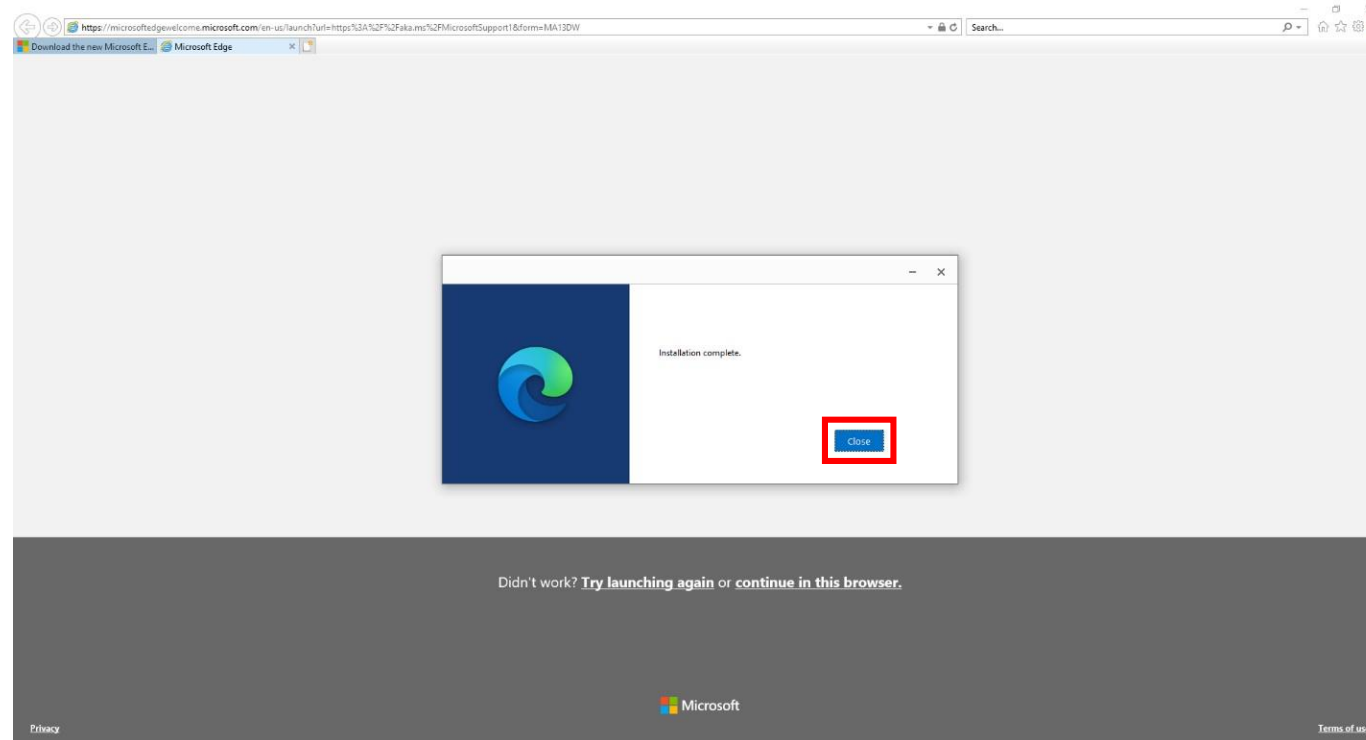 https://microsoftedgewelcome.microsoft.com/en-us/launch?url=https%3A%2F%2Faka.ms%2FMicrosoftSupport1&form=MA13DW
Search...
Download the new Microsoft E...
Microsoft Edge
Installation complete.
Close
Didn't work? Try launching again or continue in this browser.
Microsoft
Privacy
Terms of us